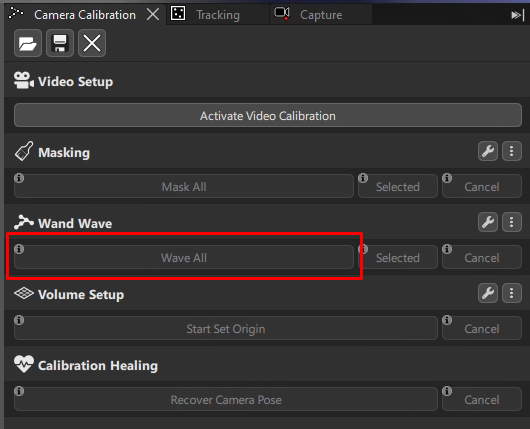 Camera Calibration
Tracking
Capture
Video Setup
Activate Video Calibration
Masking
Mask All
Selected
Cancel
Wand Wave
Wave All
Selected
Cancel
Volume Setup
Start Set Origin
Cancel
Calibration Healing
Recover Camera Pose
Cancel